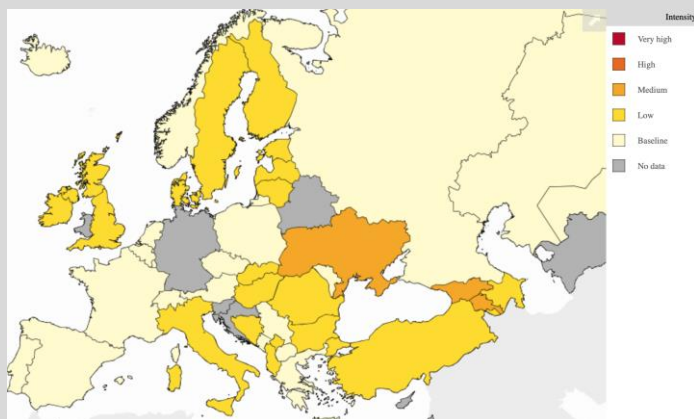 Intensity
Very high
High
Medium
Low
Baseline
No data